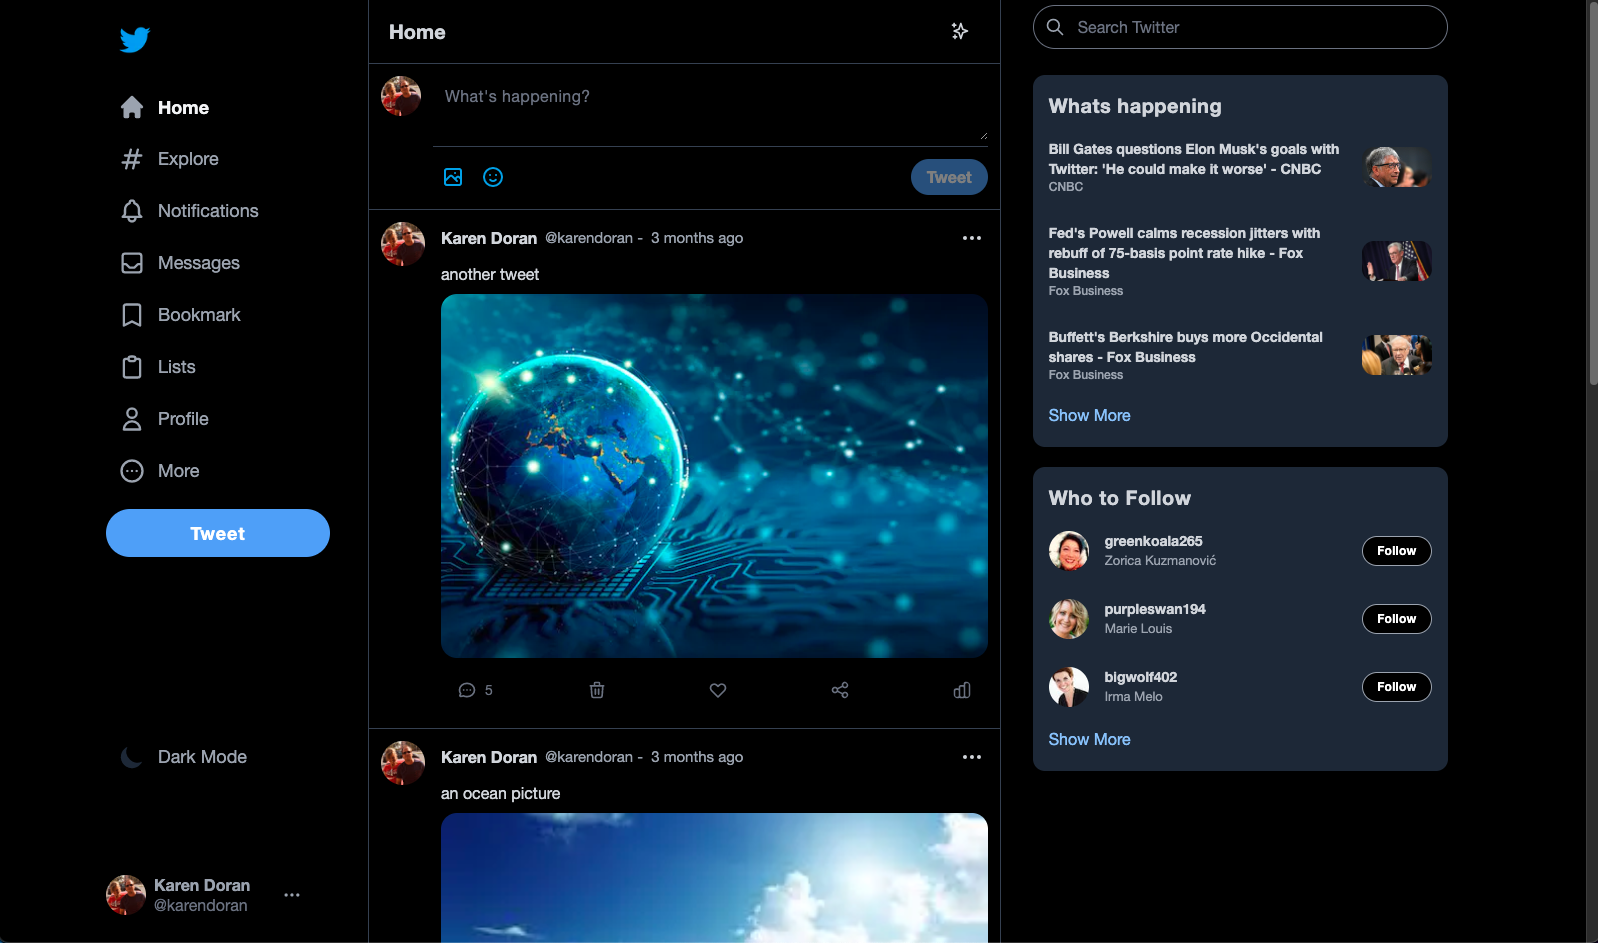 Home
Explore
Notifications
Messages
Bookmark
Lists
Profile
More
Tweet
Dark Mode
Karen Doran
@karendoran
Home
What's happening?
Tweet
Karen Doran @karendoran - 3 months ago
another tweet
5
Karen Doran @karendoran - 3 months ago
an ocean picture
Search Twitter
Whats happening
Bill Gates questions Elon Musk's goals with
Twitter: 'He could make it worse' - CNBC
CNBC
Fed's Powell calms recession jitters with
rebuff of 75-basis point rate hike - Fox
Business
Fox Business
Buffett's Berkshire buys more Occidental
shares - Fox Business
Fox Business
Show More
Who to Follow
greenkoala265
Zorica Kuzmanović
Follow
purpleswan194
Marie Louis
Follow
bigwolf402
Irma Melo
Follow
Show More